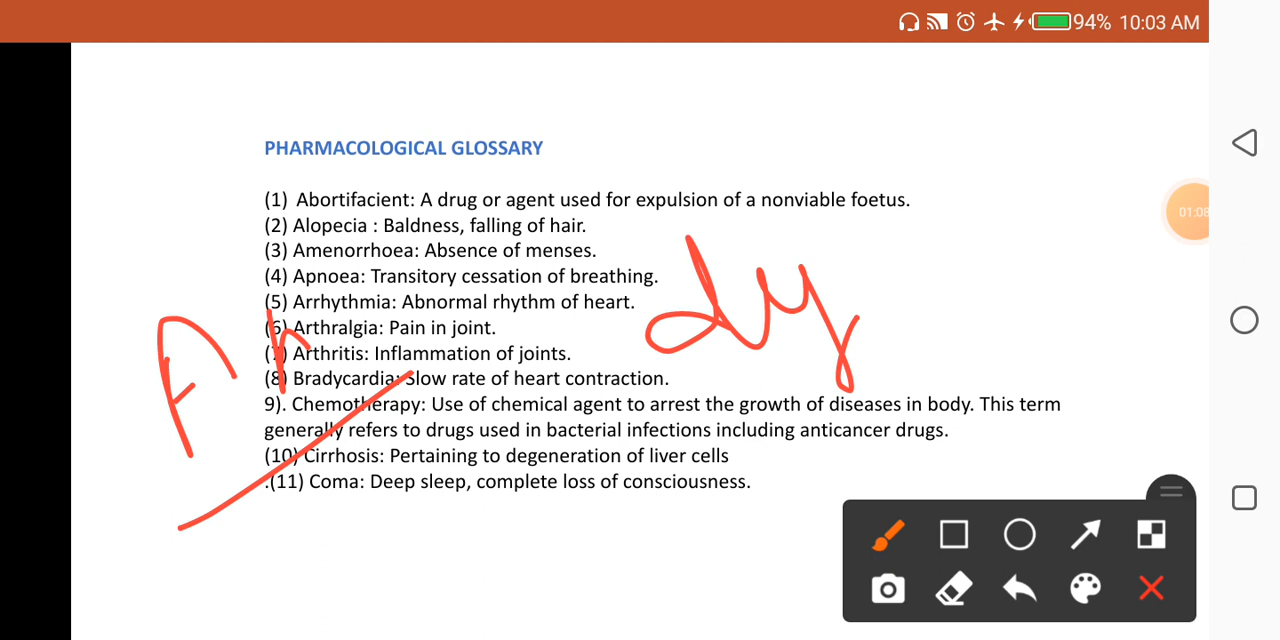 94% 10:03 AM
PHARMACOLOGICAL GLOSSARY
01:08
(1) Abortifacient: A drug or agent used for expulsion of a nonviable foetus.
(2) Alopecia : Baldness, falling of hair.
(3) Amenorrhoea: Absence of menses.
(4) Apnoea: Transitory cessation of breathing.
(5) Arrhythmia: Abnormal rhythm of heart.
(6) Arthralgia: Pain in joint.
(7) Arthritis: Inflammation of joints.
(8) Bradycardia: Slow rate of heart contraction.
9). Chemotherapy: Use of chemical agent to arrest the growth of diseases in body. This term
generally refers to drugs used in bacterial infections including anticancer drugs.
(10) Cirrhosis: Pertaining to degeneration of liver cells
.(11) Coma: Deep sleep, complete loss of consciousness.
dy